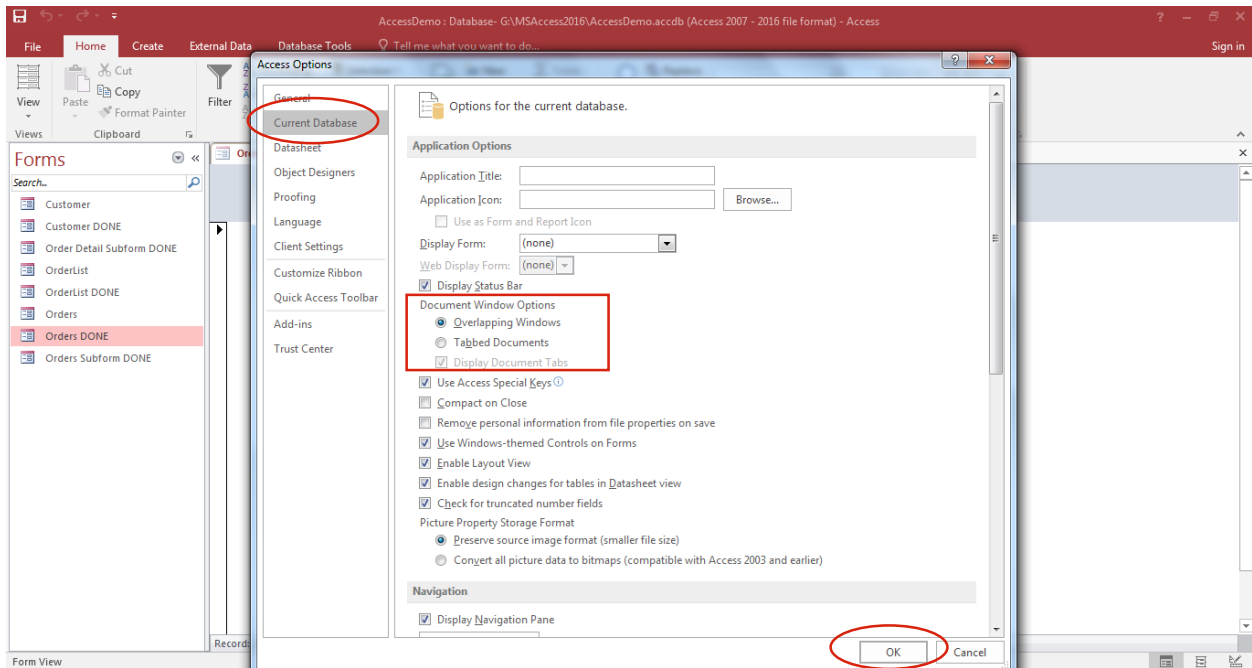 AccessDemo : Database- G:\MSAccess2016\AccessDemo.accdb (Access 2007 - 2016 file format) - Access
File Home Create External Data Database Tools Tell me what you want to do... Sign in
View
Views
Paste
Cut
Copy
Format Painter
Clipboard
Filter
Forms
Search...
Customer
Customer DONE
Order Detail Subform DONE
OrderList
OrderList DONE
Orders
Orders DONE
Orders Subform DONE
Record:
Form View
Access Options
General
Current Database
Datasheet
Object Designers
Proofing
Language
Client Settings
Customize Ribbon
Quick Access Toolbar
Add-ins
Trust Center
Options for the current database.
Application Options
Application Title:
Application Icon: Browse...
Use as Form and Report Icon
Display Form: (none)
Web Display Form: (none)
Display Status Bar
Document Window Options
Overlapping Windows
Tabbed Documents
Display Document Tabs
Use Access Special Keys
Compact on Close
Remove personal information from file properties on save
Use Windows-themed Controls on Forms
Enable Layout View
Enable design changes for tables in Datasheet view
Check for truncated number fields
Picture Property Storage Format
Preserve source image format (smaller file size)
Convert all picture data to bitmaps (compatible with Access 2003 and earlier)
Navigation
Display Navigation Pane
OK Cancel